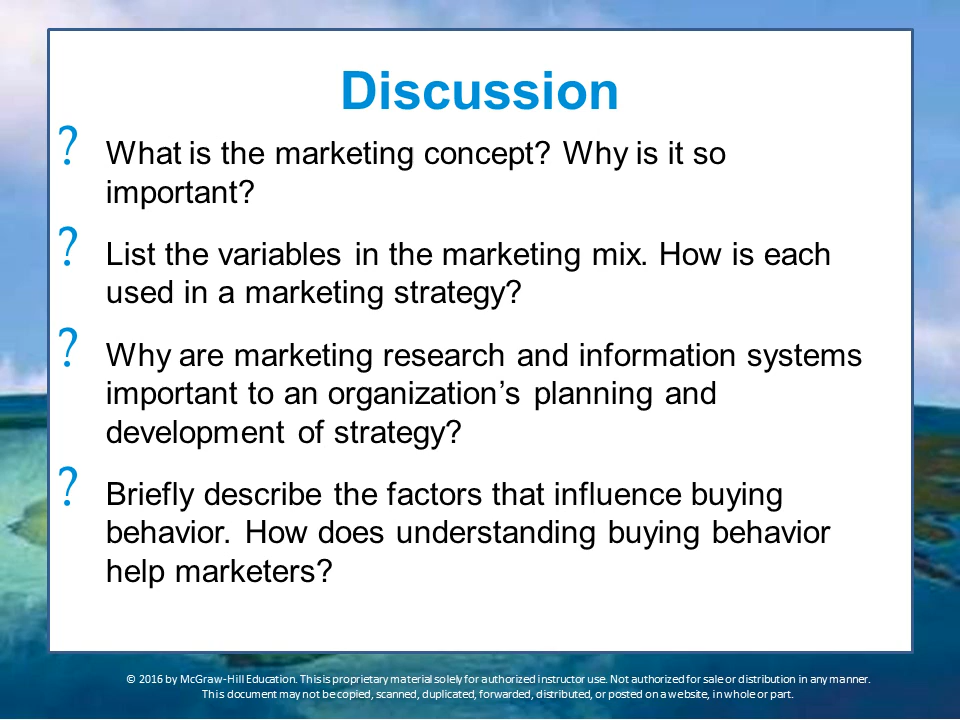 Discussion
? What is the marketing concept? Why is it so
important?
? List the variables in the marketing mix. How is each
used in a marketing strategy?
? Why are marketing research and information systems
important to an organization’s planning and
development of strategy?
? Briefly describe the factors that influence buying
behavior. How does understanding buying behavior
help marketers?
© 2016 by McGraw-Hill Education. This is proprietary material solely for authorized instructor use. Not authorized for sale or distribution in any manner.
This document may not be copied, scanned, duplicated, forwarded, distributed, or posted on a website, in whole or part.